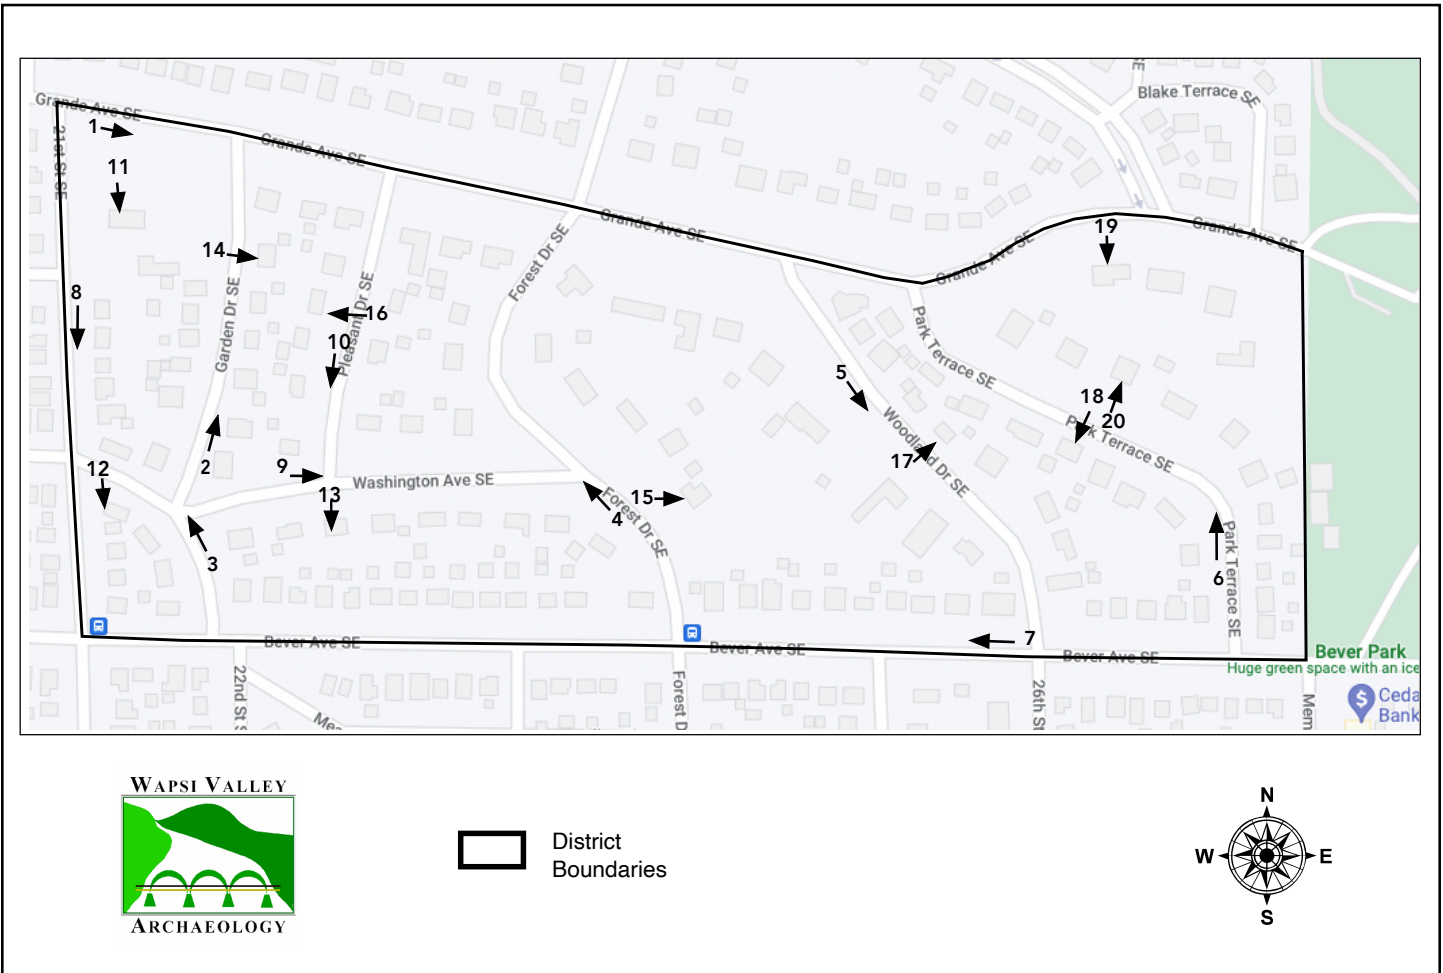 Grande Ave SE
Blake Terrace SE
SE
1
21st St SE
Grande Ave SE
11
Grande Ave SE
Grande Ave SE
19
14
Forest Dr SE
Grande Ave SE
8
Garden Dr SE
Pleasant Dr SE
16
10
Park Terrace SE
5
18
20
Park Terrace SE
Woodland Dr SE
2
12
9
17
Washington Ave SE
13
15
4
Forest Dr SE
3
6
Park Terrace SE
7
Bever Ave SE
Bever Ave SE
Bever Ave SE
Bever Park
Huge green space with an ice
22nd St S
Mea
Forest D
26th St
Mem
$
Ceda
Bank
WAPSI VALLEY
ARCHAEOLOGY
District
Boundaries
N
W
E
S